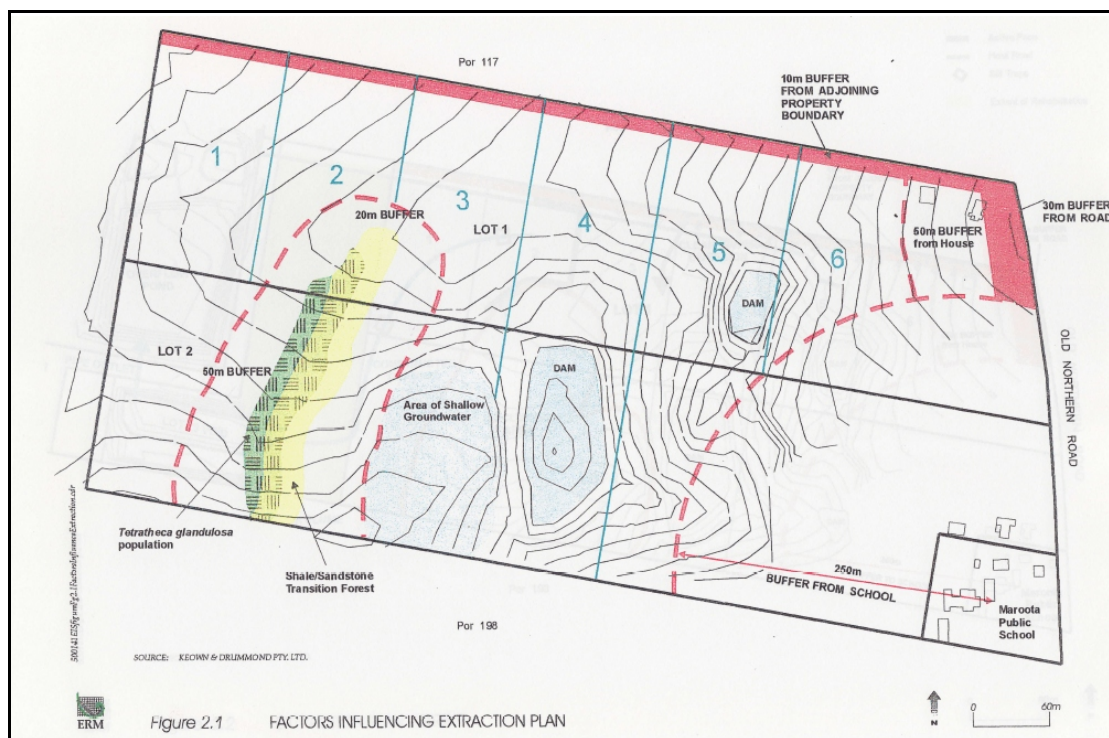 Por 117
10m BUFFER
FROM ADJOINING
PROPERTY
BOUNDARY
1
2
20m BUFFER
3
LOT 1
4
5
6
50m BUFFER
from House
30m BUFFER
FROM ROAD
DAM
LOT 2
50m BUFFER
DAM
Area of Shallow
Groundwater
OLD NORTHERN ROAD
Tetratheca glandulosa
population
Shale/Sandstone
Transition Forest
250m
BUFFER FROM SCHOOL
Maroota
Public
School
Por 198
SOURCE: KEOWN & DRUMMOND PTY. LTD.
ERM
Figure 2.1 FACTORS INFLUENCING EXTRACTION PLAN
N
0 60m